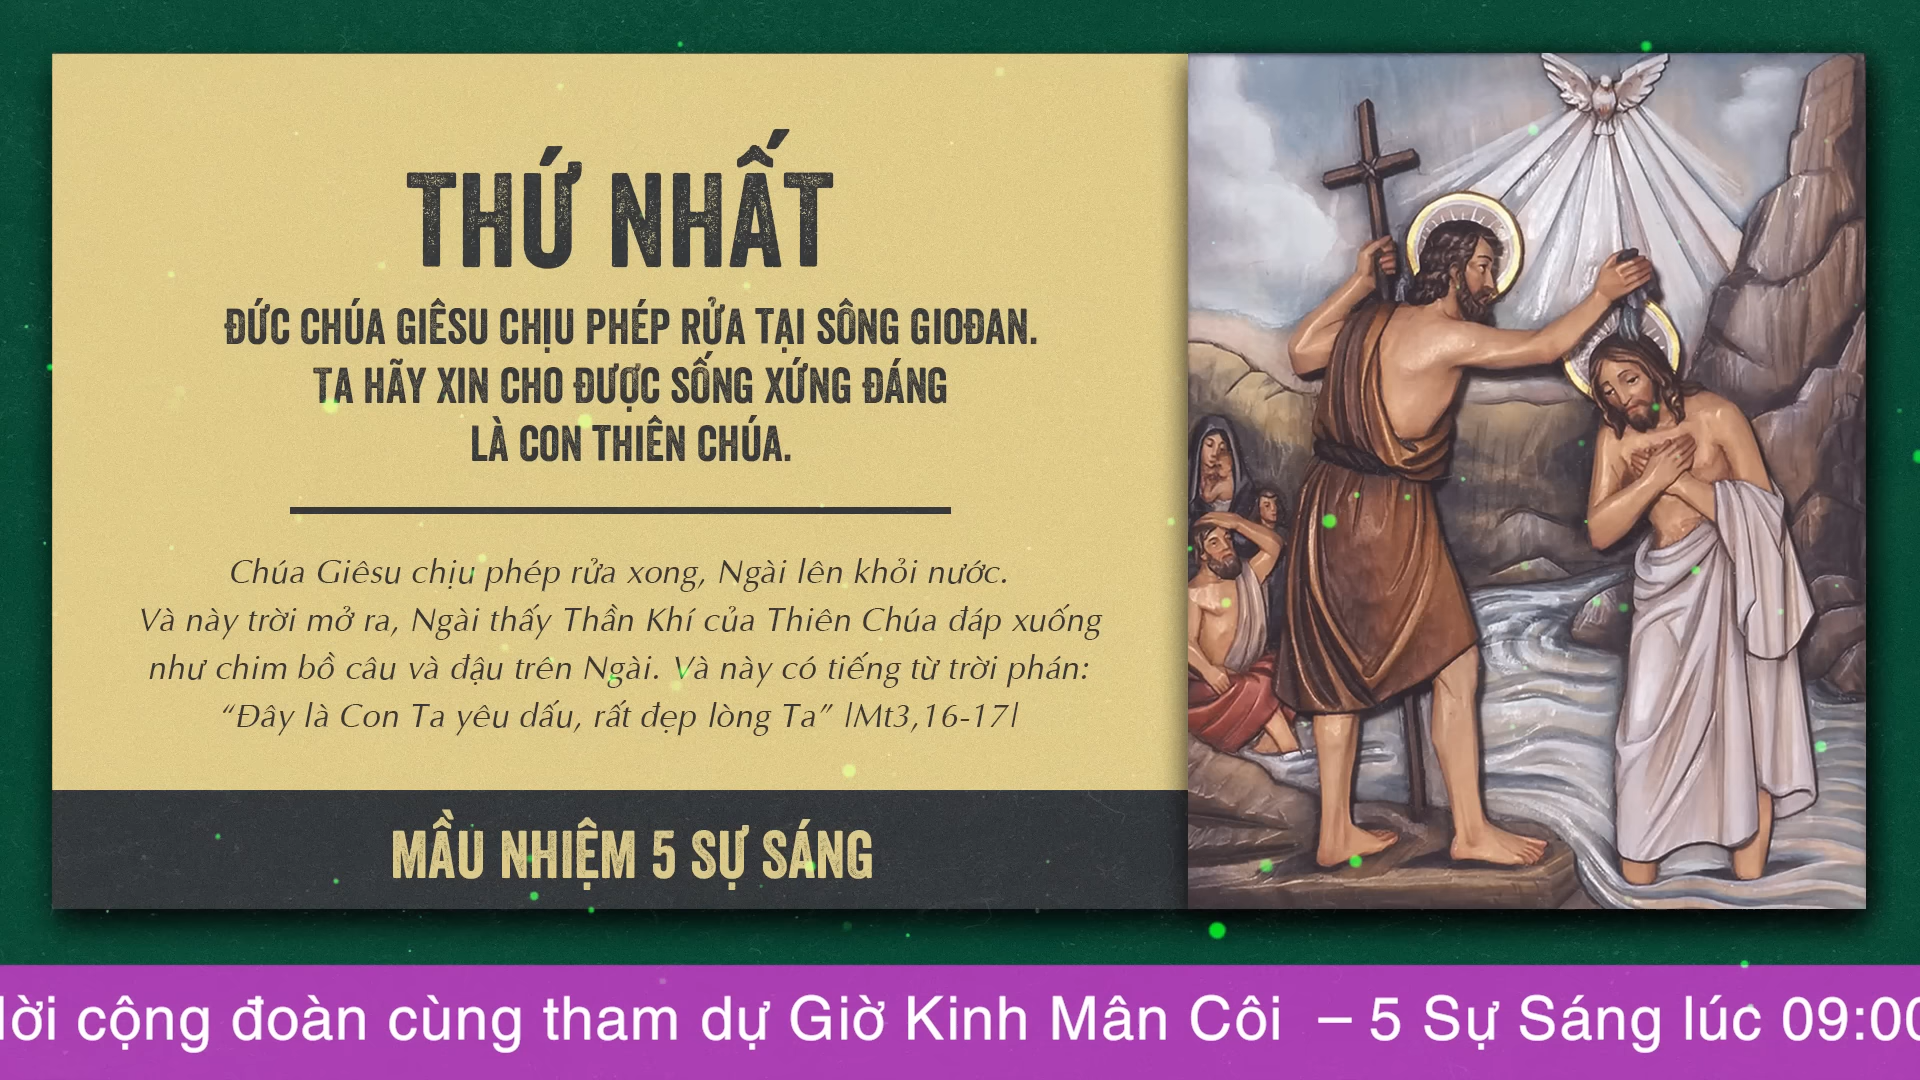 THỨ NHẤT
ĐỨC CHÚA GIÊSU CHỊU PHÉP RỬA TẠI SÔNG GIOĐAN.
TA HÃY XIN CHO ĐƯỢC SỐNG XỨNG ĐÁNG
LÀ CON THIÊN CHÚA.
Chúa Giêsu chịu phép rửa xong, Ngài lên khỏi nước.
Và này trời mở ra, Ngài thấy Thần Khí của Thiên Chúa đáp xuống
như chim bồ câu và đậu trên Ngài. Và này có tiếng từ trời phán:
“Đây là Con Ta yêu dấu, rất đẹp lòng Ta” |Mt3,16-17|
MẦU NHIỆM 5 SỰ SÁNG
cộng đoàn cùng tham dự Giờ Kinh Mân Côi – 5 Sự Sáng lúc 09:00